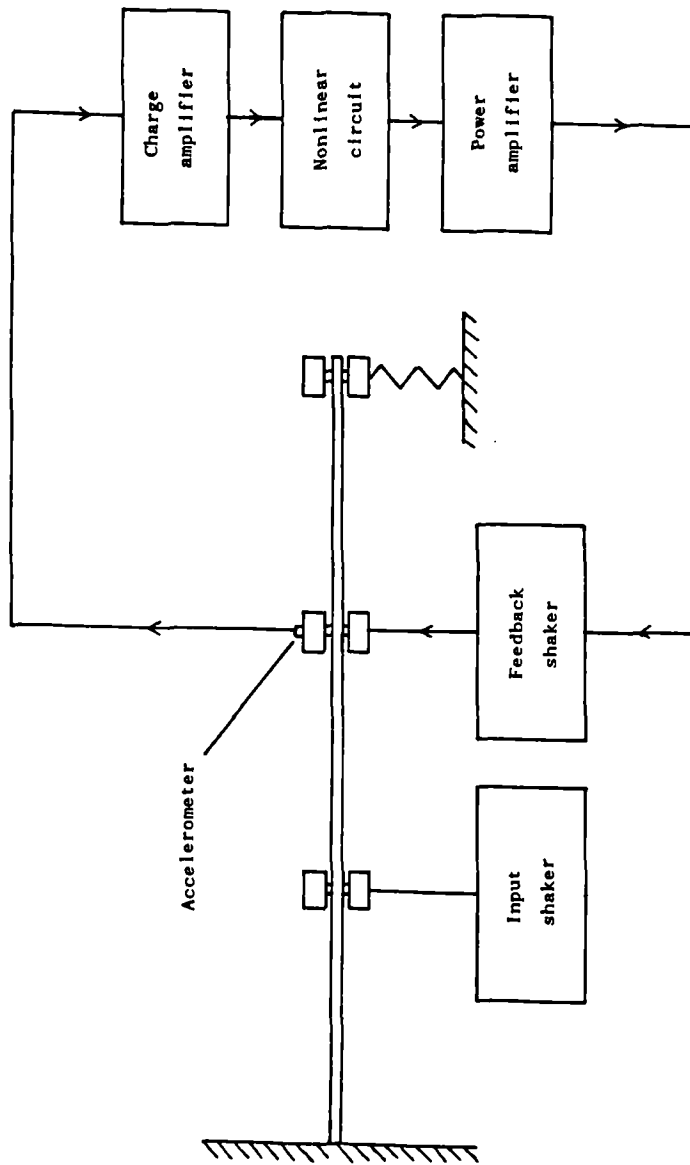 Charge
amplifier
Nonlinear
circuit
Power
amplifier
Accelerometer
Feedback
shaker
Input
shaker